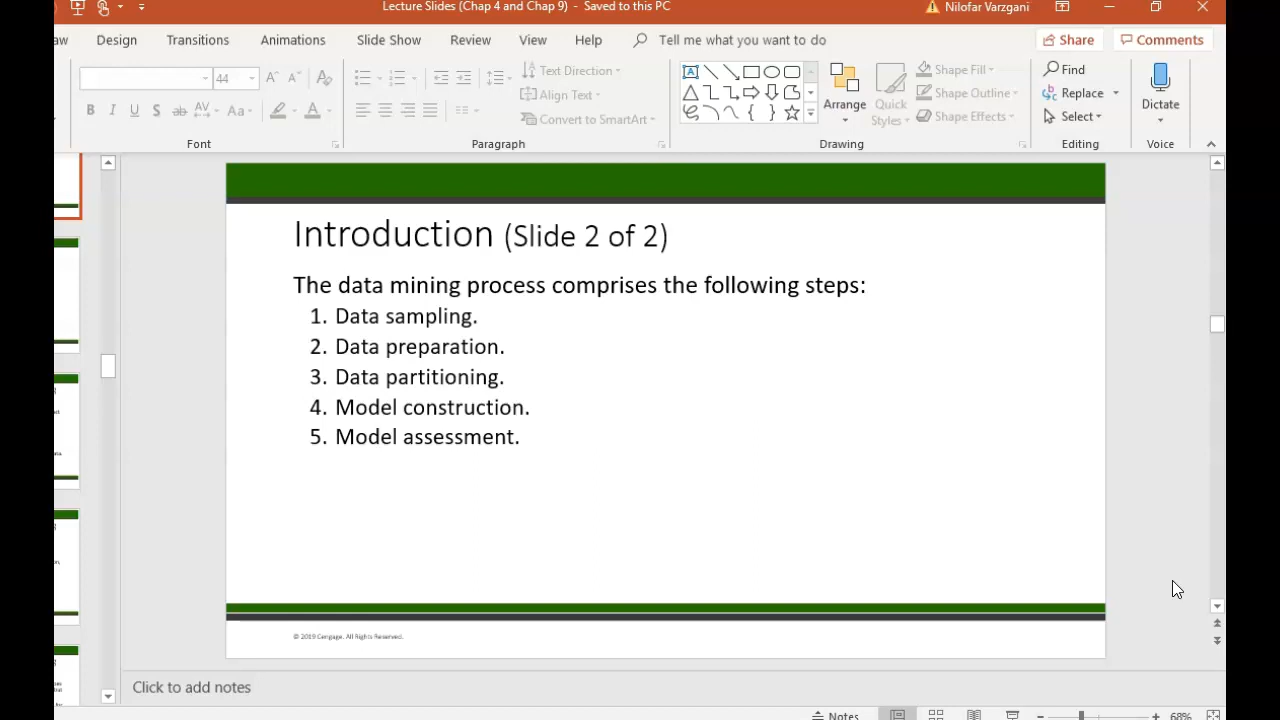 Lecture Slides (Chap 4 and Chap 9) - Saved to this PC
Nilofar Varzgani
aw Design Transitions Animations Slide Show Review View Help Tell me what you want to do
Share Comments
44
Text Direction
Align Text
Convert to SmartArt
B I U S ab AV Aa A
Arrange
Quick Styles
Shape Fill
Shape Outline
Shape Effects
Find
Replace
Select
Dictate
Font Paragraph Drawing Editing Voice
Introduction (Slide 2 of 2)
The data mining process comprises the following steps:
1. Data sampling.
2. Data preparation.
3. Data partitioning.
4. Model construction.
5. Model assessment.
© 2019 Cengage. All Rights Reserved.
Click to add notes
Notes
68%